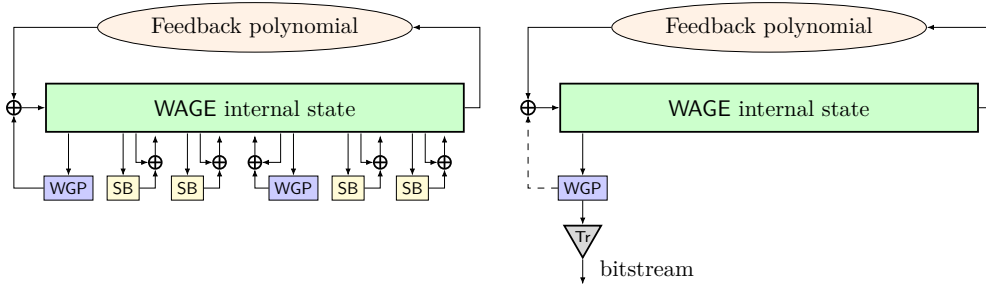 Feedback polynomial
WAGE internal state
WGP SB SB WGP SB SB
Feedback polynomial
WAGE internal state
WGP
Tr
bitstream